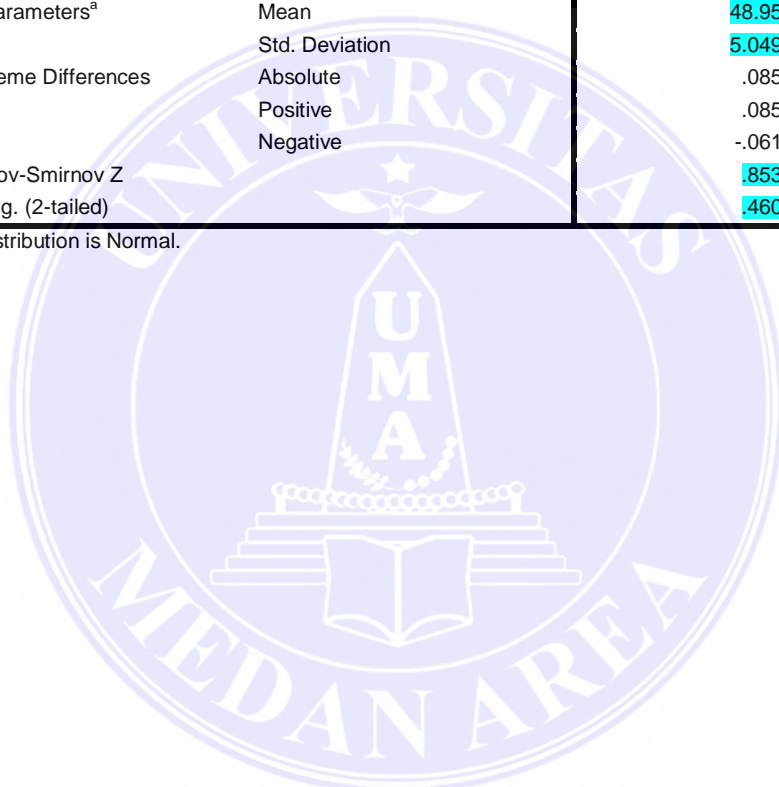 arameters^a Mean 48.95
Std. Deviation 5.049
eme Differences Absolute .085
Positive .085
Negative -.061
ov-Smirnov Z .853
g. (2-tailed) .460
stribution is Normal.
UNIVERSITAS
UMA
MEDAN AREA